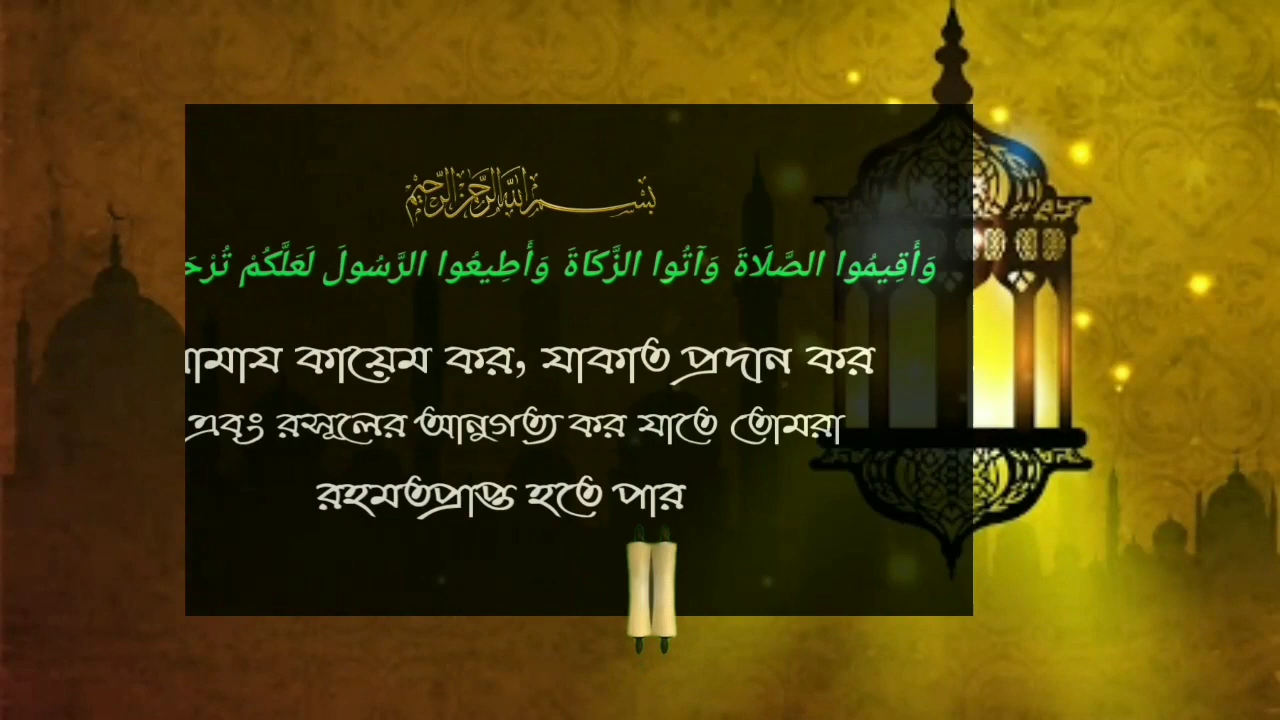 بسم الله الرحمن الرحيم
وَأَقِيمُوا الصَّلَاةَ وَآتُوا الزَّكَاةَ وَأَطِيعُوا الرَّسُولَ لَعَلَّكُمْ
কায়েম কর, যাকাত প্রদান কর
এবং রসূলের আনুগত্য কর যাতে তোমরা
রহমতপ্রাপ্ত হতে পার